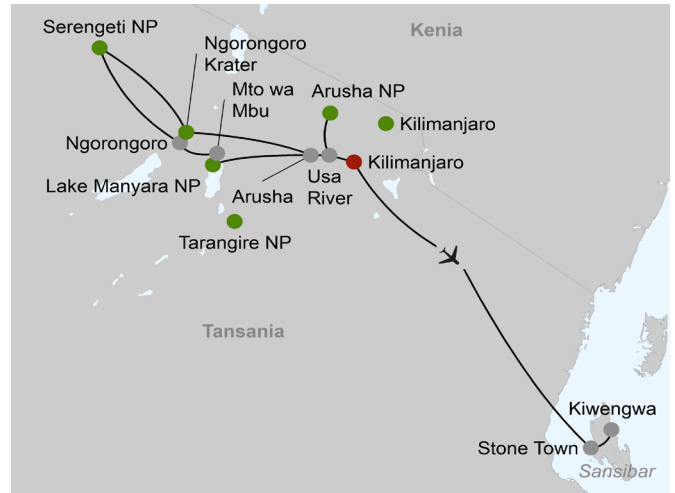 Serengeti NP
Kenia
Ngorongoro
Krater
Mto wa
Mbu
Arusha NP
Kilimanjaro
Ngorongoro
Kilimanjaro
Lake Manyara NP
Arusha
Usa
River
Tarangire NP
Tansania
Kiwengwa
Stone Town
Sansibar